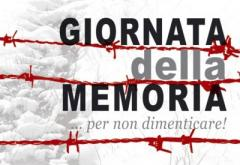 GIORNATA
della
MEMORIA
... per non dimenticare!